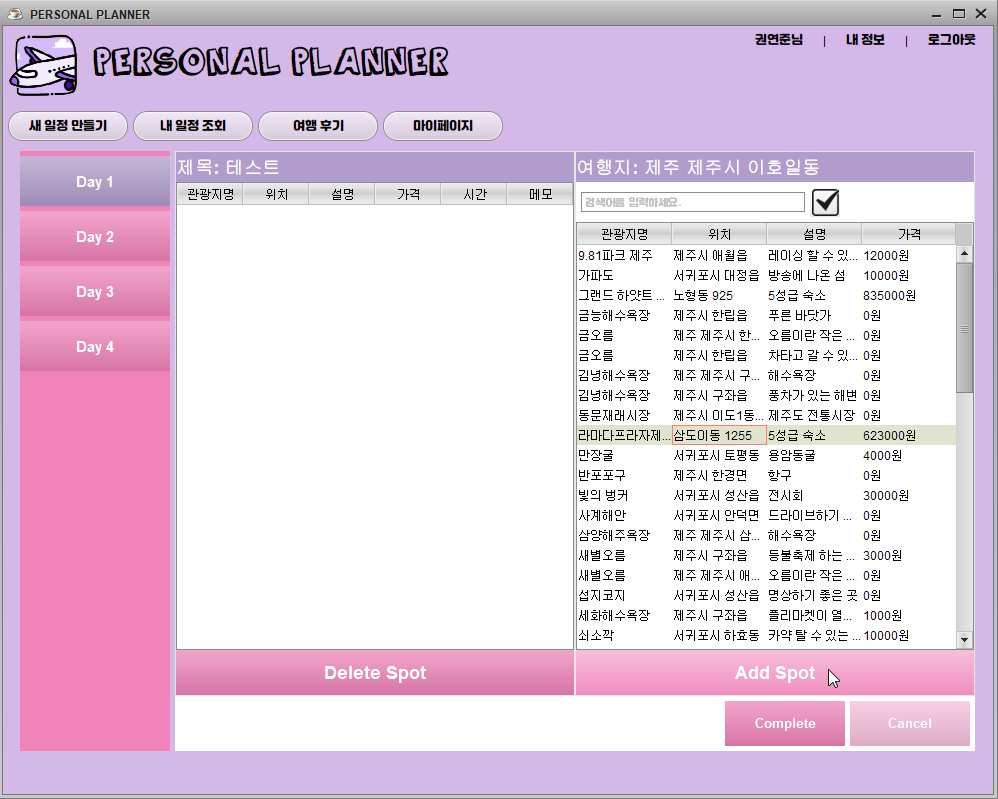 PERSONAL PLANNER
권연준님 | 내 정보 | 로그아웃
PERSONAL PLANNER
새 일정 만들기 내 일정 조회 여행 후기 마이페이지
Day 1
Day 2
Day 3
Day 4
제목: 테스트
관광지명 위치 설명 가격 시간 메모
Delete Spot
여행지: 제주 제주시 이호일동
검색어를 입력하세요.
관광지명 위치 설명 가격
9.81파크 제주 제주시 애월읍 레이싱 할 수 있... 12000원
가파도 서귀포시 대정읍 방송에 나온 섬 10000원
그랜드 하얏트 ... 노형동 925 5성급 숙소 835000원
금능해수욕장 제주시 한립읍 푸른 바닷가 0원
금오름 제주 제주시 한... 오름이란 작은 ... 0원
금오름 제주시 한립읍 차타고 갈 수 있... 0원
김녕해수욕장 제주 제주시 구... 해수욕장 0원
김녕해수욕장 제주시 구좌읍 풍차가 있는 해변 0원
동문재래시장 제주시 이도1동... 제주도 전통시장 0원
라마다프라자제... 삼도이동 1255 5성급 숙소 623000원
만장굴 서귀포시 토평동 용암동굴 4000원
반포포구 제주시 한경면 항구 0원
빛의 벙커 서귀포시 성산읍 전시회 30000원
사계해안 서귀포시 안덕면 드라이브하기 ... 0원
삼양해주욕장 제주 제주시 삼... 해수욕장 0원
새별오름 제주시 구좌읍 등불축제 하는 ... 3000원
새별오름 제주 제주시 애... 오름이란 작은 ... 0원
섭지코지 서귀포시 성산읍 명상하기 좋은 곳 0원
세화해수욕장 제주시 구좌읍 플리마켓이 열... 1000원
쇠소깍 서귀포시 하효동 카약 탈 수 있는 ... 10000원
Add Spot
Complete Cancel